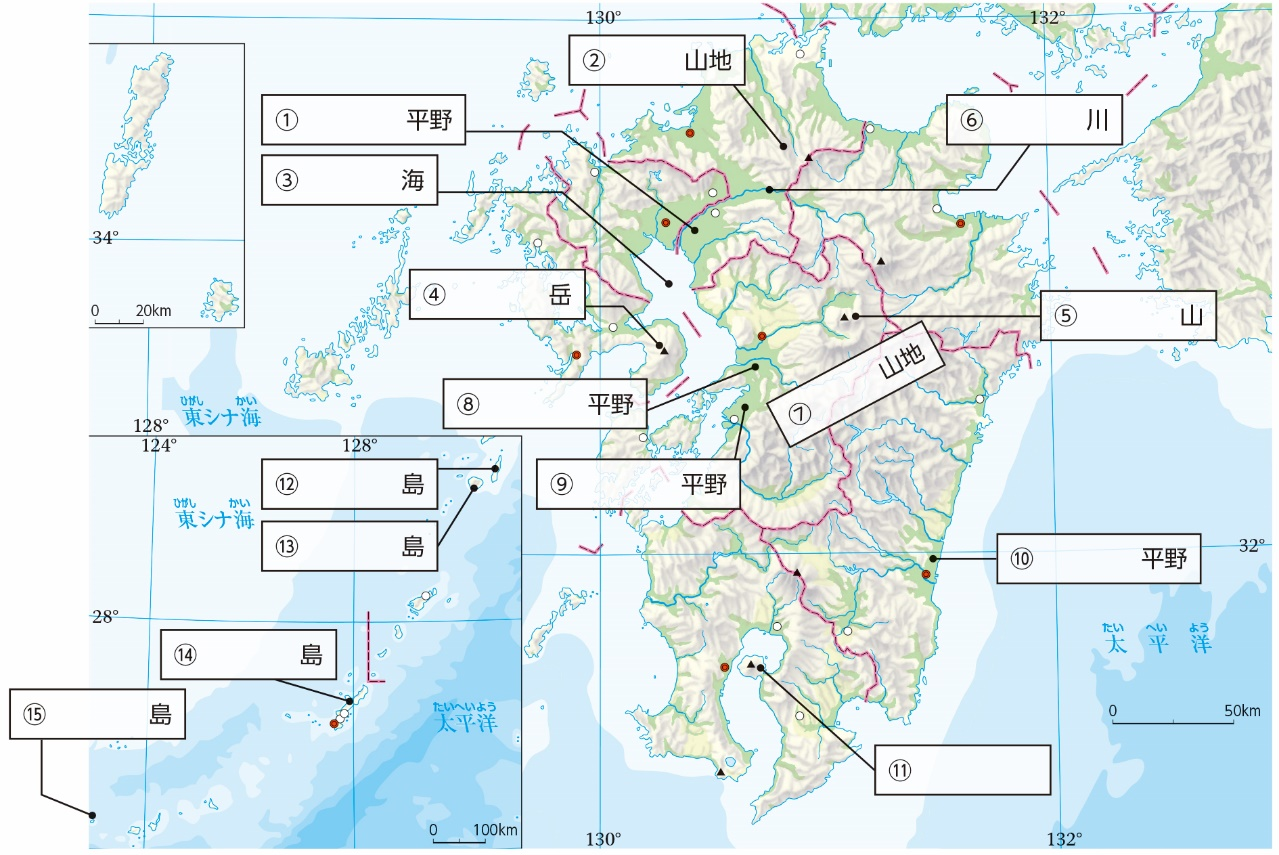 130°
132°
② 山地
① 平野
⑥ 川
③ 海
34°
0 20km
④ 岳
⑤ 山
⑦ 山地
⑧ 平野
ひがし かい
東シナ海
128°
124° 128°
⑫ 島
⑨ 平野
ひがし かい
東シナ海
⑬ 島
32°
⑩ 平野
28°
たい へい よう
太平洋
⑭ 島
⑮ 島
たいへいよう
太平洋
0 50km
⑪
0 100km
130°
132°